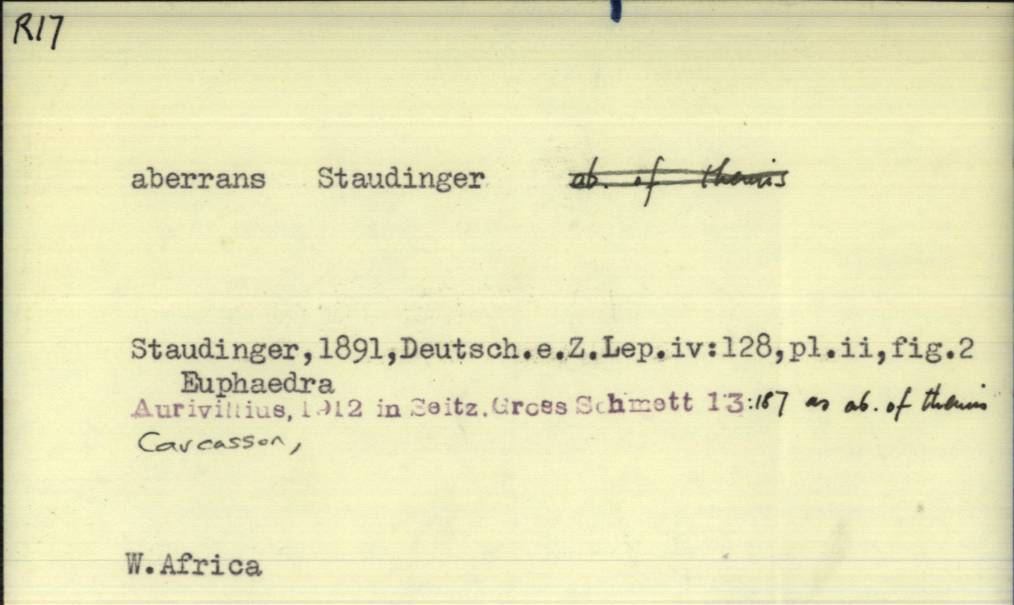 R17
aberrans Staudinger ab. of themis
Staudinger,1891,Deutsch.e.Z.Lep.iv:128,pl.ii,fig.2
Euphaedra
Aurivillius, 1912 in Seitz. Gross Schmett 13:187 as ab. of themis
Carcasson,
W.Africa